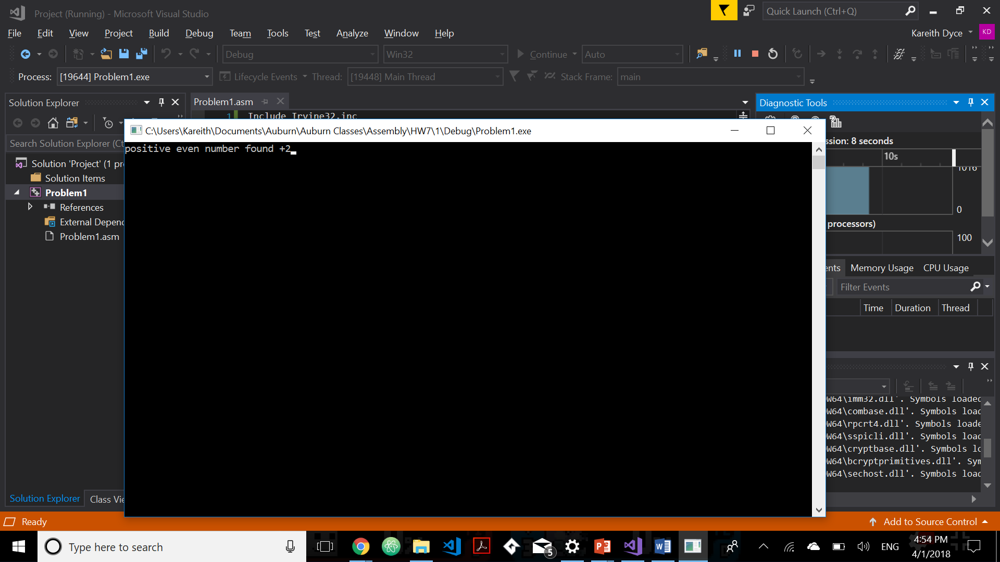 Project (Running) - Microsoft Visual Studio
Quick Launch (Ctrl+Q)
File Edit View Project Build Debug Team Tools Test Analyze Window Help
Kareith Dyce KD
Debug Win32 Continue Auto
Process: [19644] Problem1.exe Lifecycle Events Thread: [19448] Main Thread Stack Frame: main
Solution Explorer
Problem1.asm
Diagnostic Tools
1 Include Irvine32.inc
C:\Users\Kareith\Documents\Auburn\Auburn Classes\Assembly\HW7\1\Debug\Problem1.exe
positive even number found +2
Search Solution Explorer (Ct
Solution 'Project' (1 pr
Solution Items
Problem1
References
External Depend
Problem1.asm
ssion: 8 seconds
10s
1016
0
processors)
100
ents Memory Usage CPU Usage
Filter Events
Time Duration Thread
W64\imm32.dll'. Symbols loaded
W64\combase.dll'. Symbols load
W64\rpcrt4.dll'. Symbols loade
W64\sspicli.dll'. Symbols load
W64\cryptbase.dll'. Symbols lo
W64\bcryptprimitives.dll'. Sym
W64\sechost.dll'. Symbols load
Solution Explorer Class Vie
Ready
Add to Source Control
Type here to search
5
ENG
4:54 PM
4/1/2018